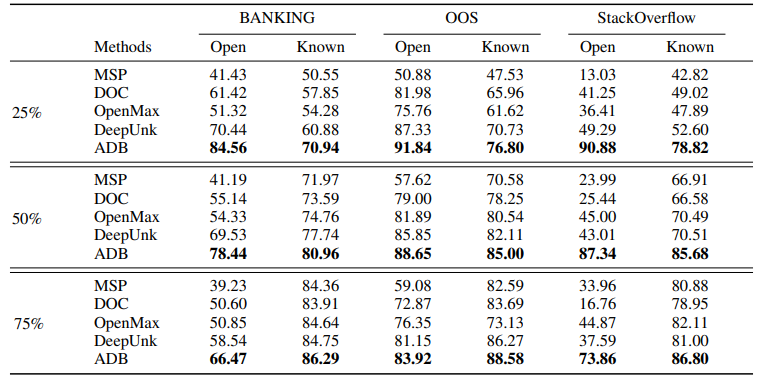 BANKING OOS StackOverflow
Methods Open Known Open Known Open Known
MSP 41.43 50.55 50.88 47.53 13.03 42.82
DOC 61.42 57.85 81.98 65.96 41.25 49.02
25% OpenMax 51.32 54.28 75.76 61.62 36.41 47.89
DeepUnk 70.44 60.88 87.33 70.73 49.29 52.60
ADB 84.56 70.94 91.84 76.80 90.88 78.82
MSP 41.19 71.97 57.62 70.58 23.99 66.91
DOC 55.14 73.59 79.00 78.25 25.44 66.58
50% OpenMax 54.33 74.76 81.89 80.54 45.00 70.49
DeepUnk 69.53 77.74 85.85 82.11 43.01 70.51
ADB 78.44 80.96 88.65 85.00 87.34 85.68
MSP 39.23 84.36 59.08 82.59 33.96 80.88
DOC 50.60 83.91 72.87 83.69 16.76 78.95
75% OpenMax 50.85 84.64 76.35 73.13 44.87 82.11
DeepUnk 58.54 84.75 81.15 86.27 37.59 81.00
ADB 66.47 86.29 83.92 88.58 73.86 86.80